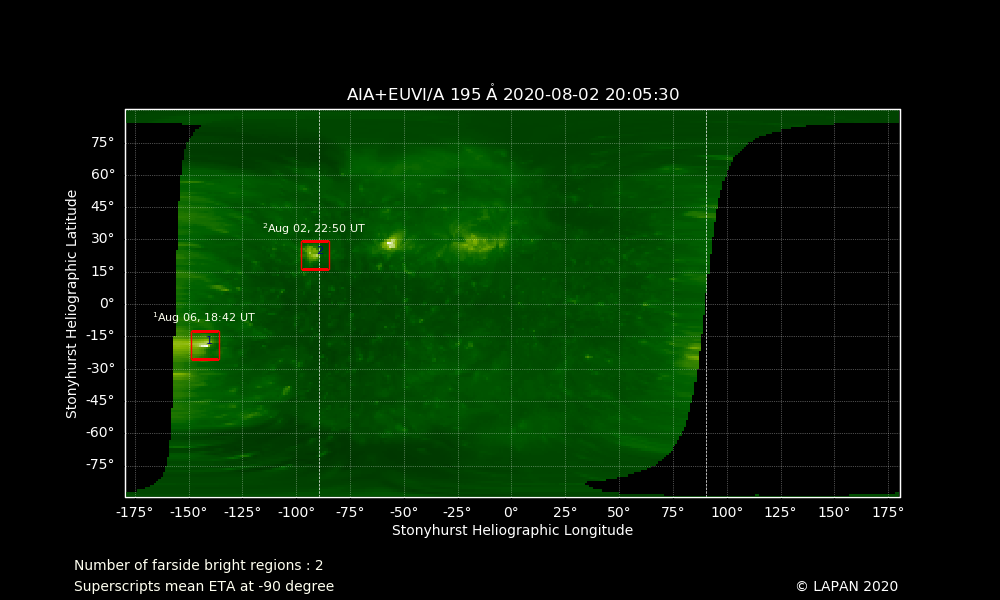 AIA+EUVI/A 195 Å 2020-08-02 20:05:30
Stonyhurst Heliographic Latitude
75°
60°
45°
30°
15°
0°
-15°
-30°
-45°
-60°
-75°
²Aug 02, 22:50 UT
2
¹Aug 06, 18:42 UT
1
-175° -150° -125° -100° -75° -50° -25° 0° 25° 50° 75° 100° 125° 150° 175°
Stonyhurst Heliographic Longitude
Number of farside bright regions : 2
Superscripts mean ETA at -90 degree
© LAPAN 2020